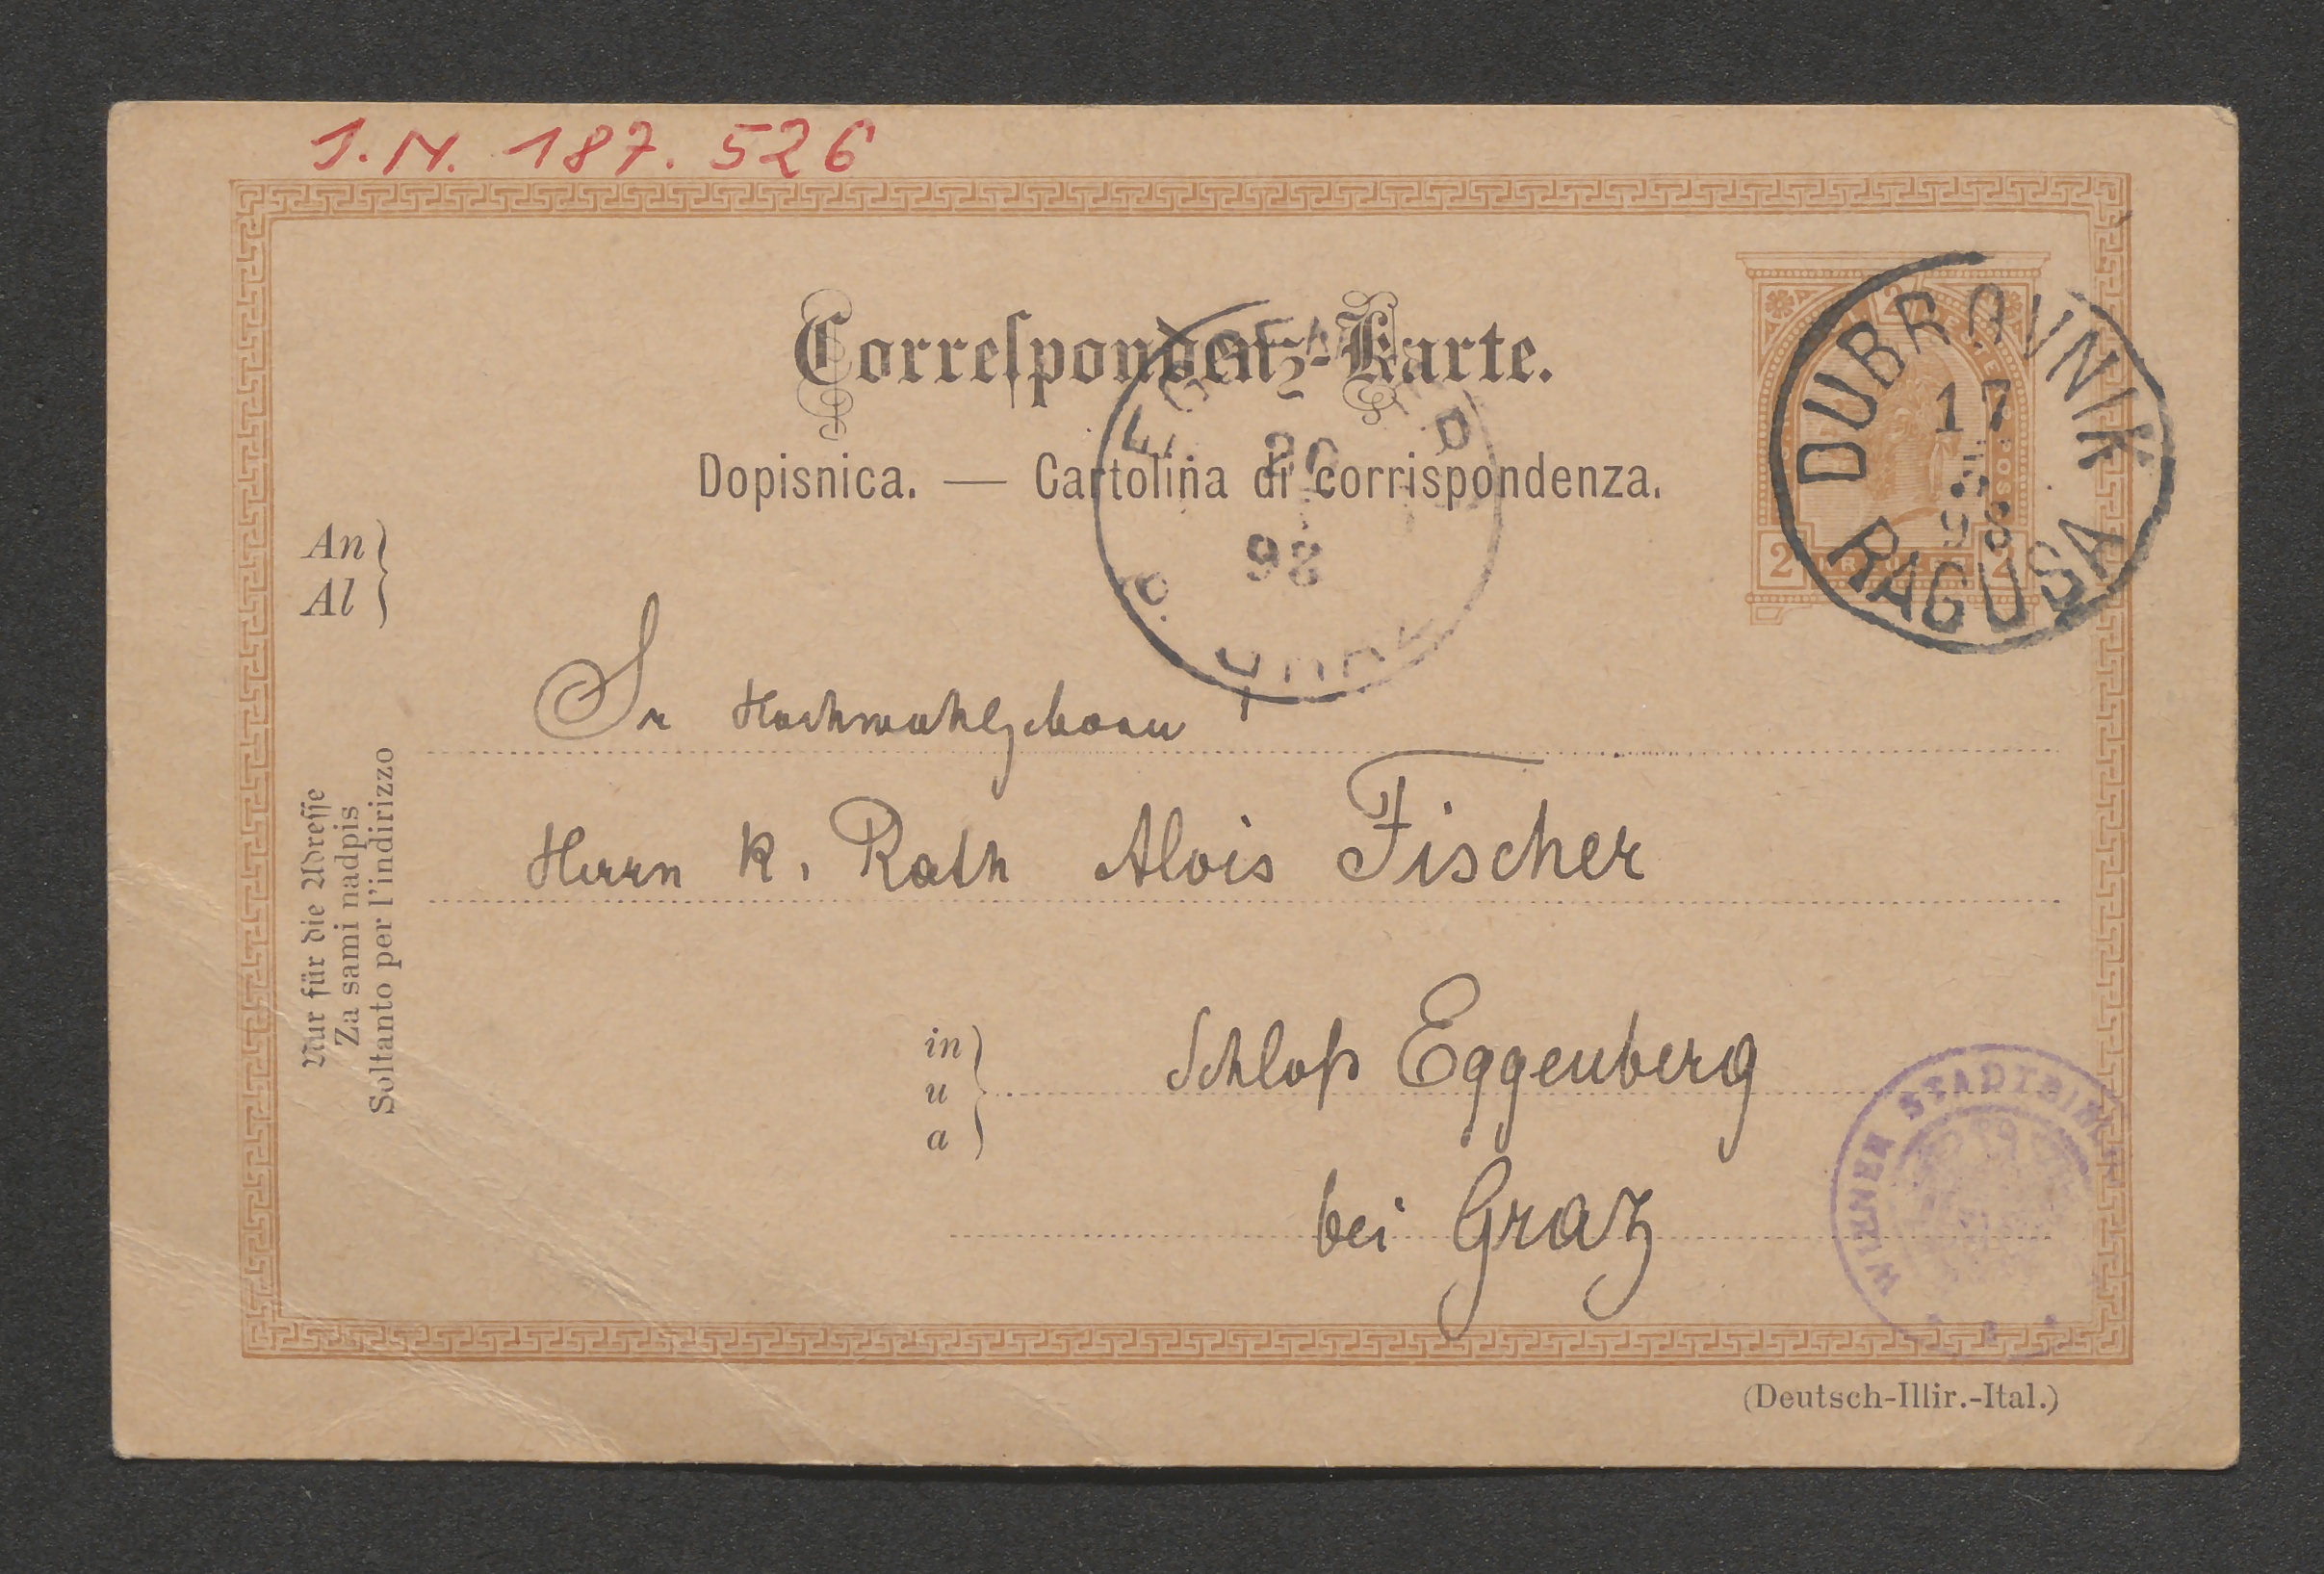 J. N. 187.526
Correspondenz-Karte.
Dopisnica. — Cartolina di corrispondenza.
DUBROVNIK
17
98
RAGUSA
98
An
Al
Sr Hochwohlgeboren
Herrn k. Rath Alois Fischer
in
u
a
Schloß Eggenberg
bei Graz
Nur für die Adresse
Za sami nadpis
Soltanto per l'indirizzo
WIENER STADTBIBL
(Deutsch-Illir.-Ital.)